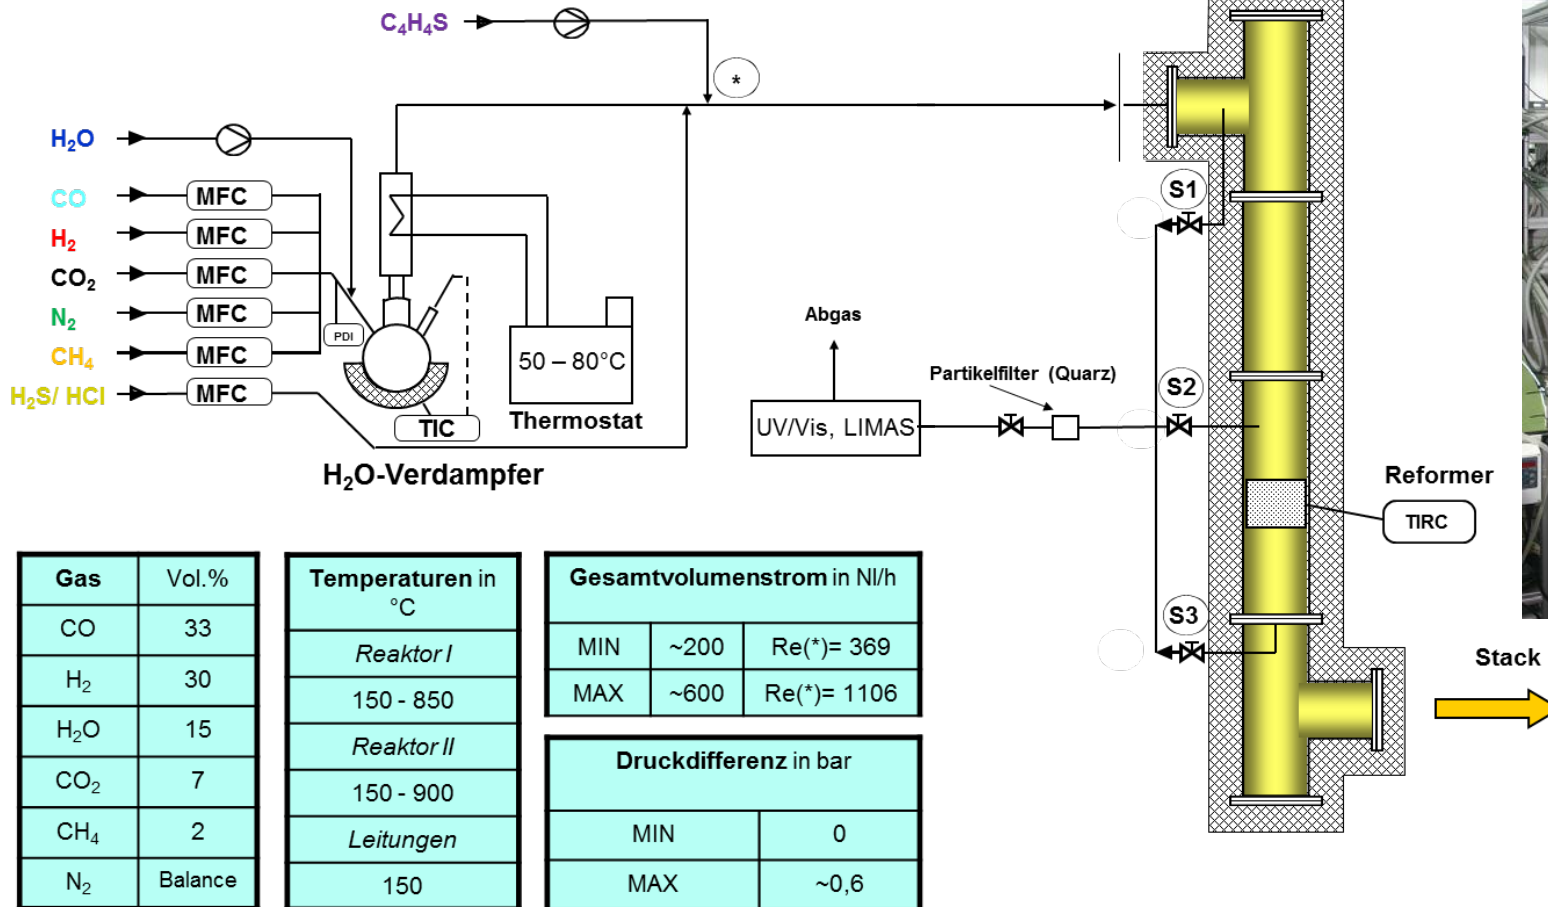 C₄H₄S
*
H₂O
CO
MFC
H₂
MFC
CO₂
MFC
N₂
MFC
CH₄
MFC
H₂S/ HCl
MFC
PDI
TIC
50 – 80°C
Thermostat
H₂O-Verdampfer
Abgas
Partikelfilter (Quarz)
UV/Vis, LIMAS
S1
S2
S3
Reformer
TIRC
Stack
Gas Vol.%
CO 33
H₂ 30
H₂O 15
CO₂ 7
CH₄ 2
N₂ Balance
Temperaturen in
°C
Reaktor I
150 - 850
Reaktor II
150 - 900
Leitungen
150
Gesamtvolumenstrom in Nl/h
MIN ~200 Re(*)= 369
MAX ~600 Re(*)= 1106
Druckdifferenz in bar
MIN 0
MAX ~0,6